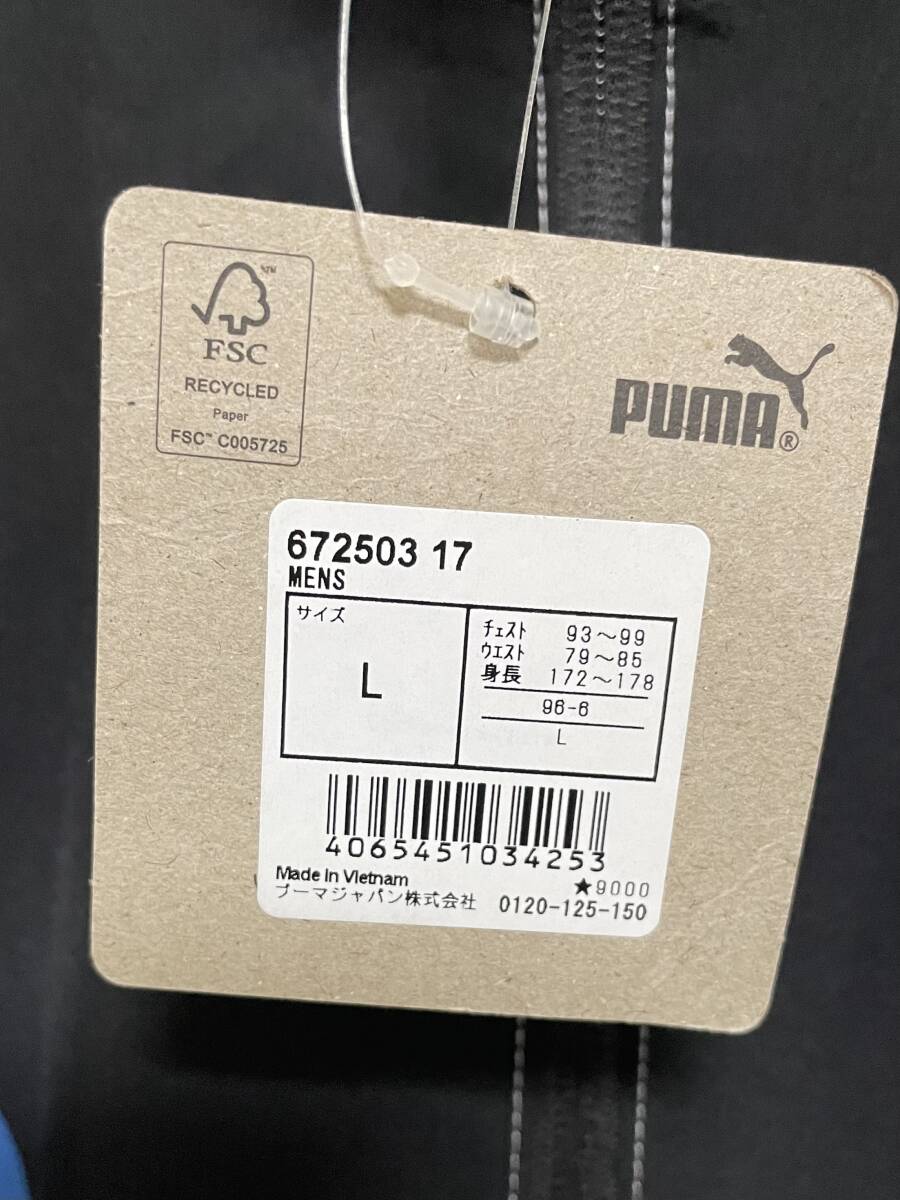 FSC™
RECYCLED
Paper
FSC™ C005725
PUMA®
672503 17
MENS
サイズ
L
チェスト 93～99
ウエスト 79～85
身長 172～178
96-6
L
4065451034253
Made in Vietnam
★9000
プーマジャパン株式会社 0120-125-150